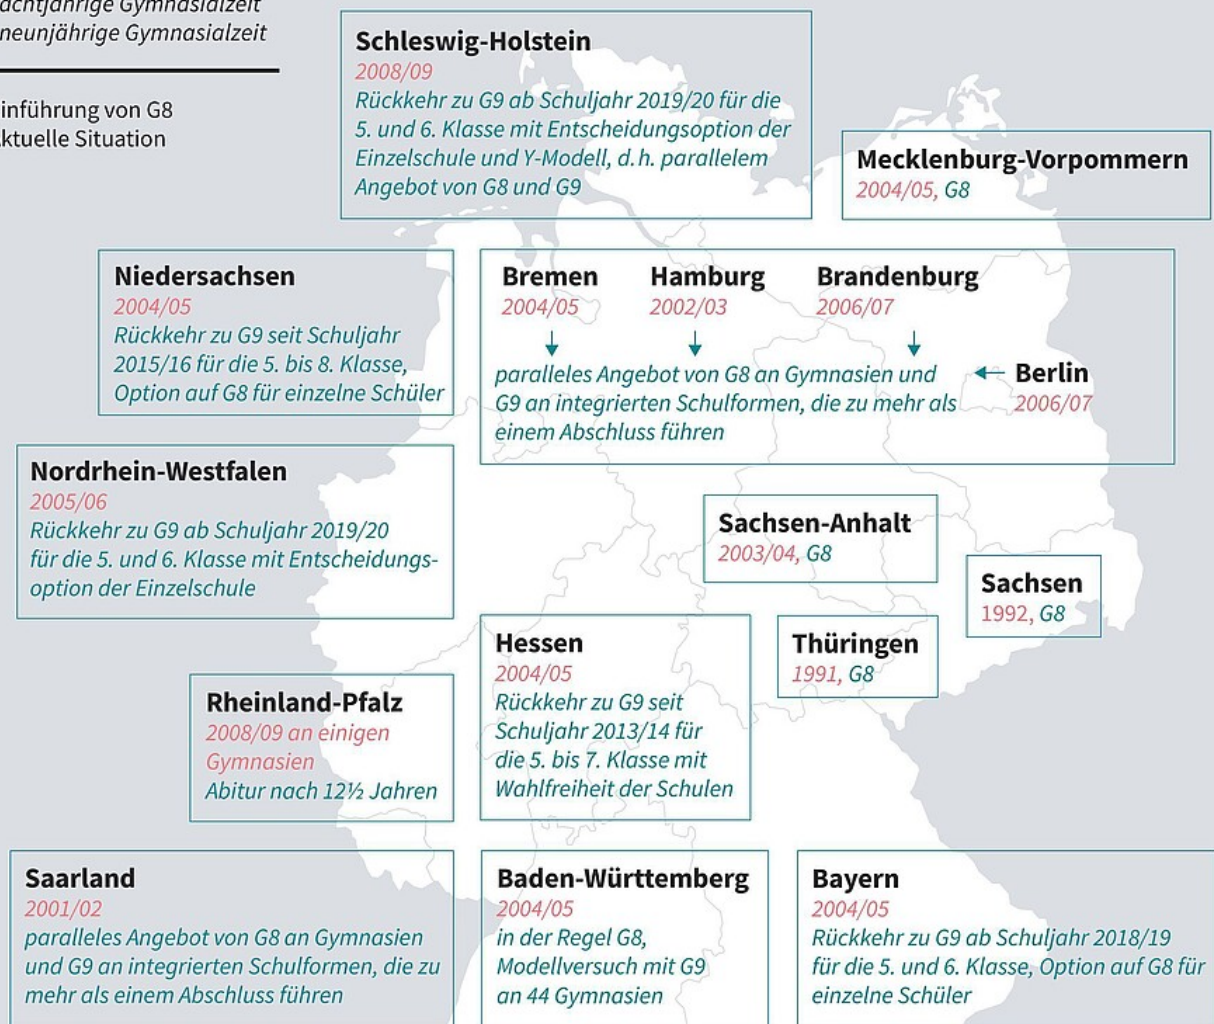 achtjährige Gymnasialzeit
neunjährige Gymnasialzeit
inführung von G8
ktuelle Situation
Schleswig-Holstein
2008/09
Rückkehr zu G9 ab Schuljahr 2019/20 für die
5. und 6. Klasse mit Entscheidungsoption der
Einzelschule und Y-Modell, d. h. parallelem
Angebot von G8 und G9
Mecklenburg-Vorpommern
2004/05, G8
Niedersachsen
2004/05
Rückkehr zu G9 seit Schuljahr
2015/16 für die 5. bis 8. Klasse,
Option auf G8 für einzelne Schüler
Bremen
2004/05
Hamburg
2002/03
Brandenburg
2006/07
Berlin
2006/07
paralleles Angebot von G8 an Gymnasien und
G9 an integrierten Schulformen, die zu mehr als
einem Abschluss führen
Nordrhein-Westfalen
2005/06
Rückkehr zu G9 ab Schuljahr 2019/20
für die 5. und 6. Klasse mit Entscheidungs-
option der Einzelschule
Sachsen-Anhalt
2003/04, G8
Sachsen
1992, G8
Hessen
2004/05
Rückkehr zu G9 seit
Schuljahr 2013/14 für
die 5. bis 7. Klasse mit
Wahlfreiheit der Schulen
Thüringen
1991, G8
Rheinland-Pfalz
2008/09 an einigen
Gymnasien
Abitur nach 12½ Jahren
Saarland
2001/02
paralleles Angebot von G8 an Gymnasien
und G9 an integrierten Schulformen, die zu
mehr als einem Abschluss führen
Baden-Württemberg
2004/05
in der Regel G8,
Modellversuch mit G9
an 44 Gymnasien
Bayern
2004/05
Rückkehr zu G9 ab Schuljahr 2018/19
für die 5. und 6. Klasse, Option auf G8 für
einzelne Schüler